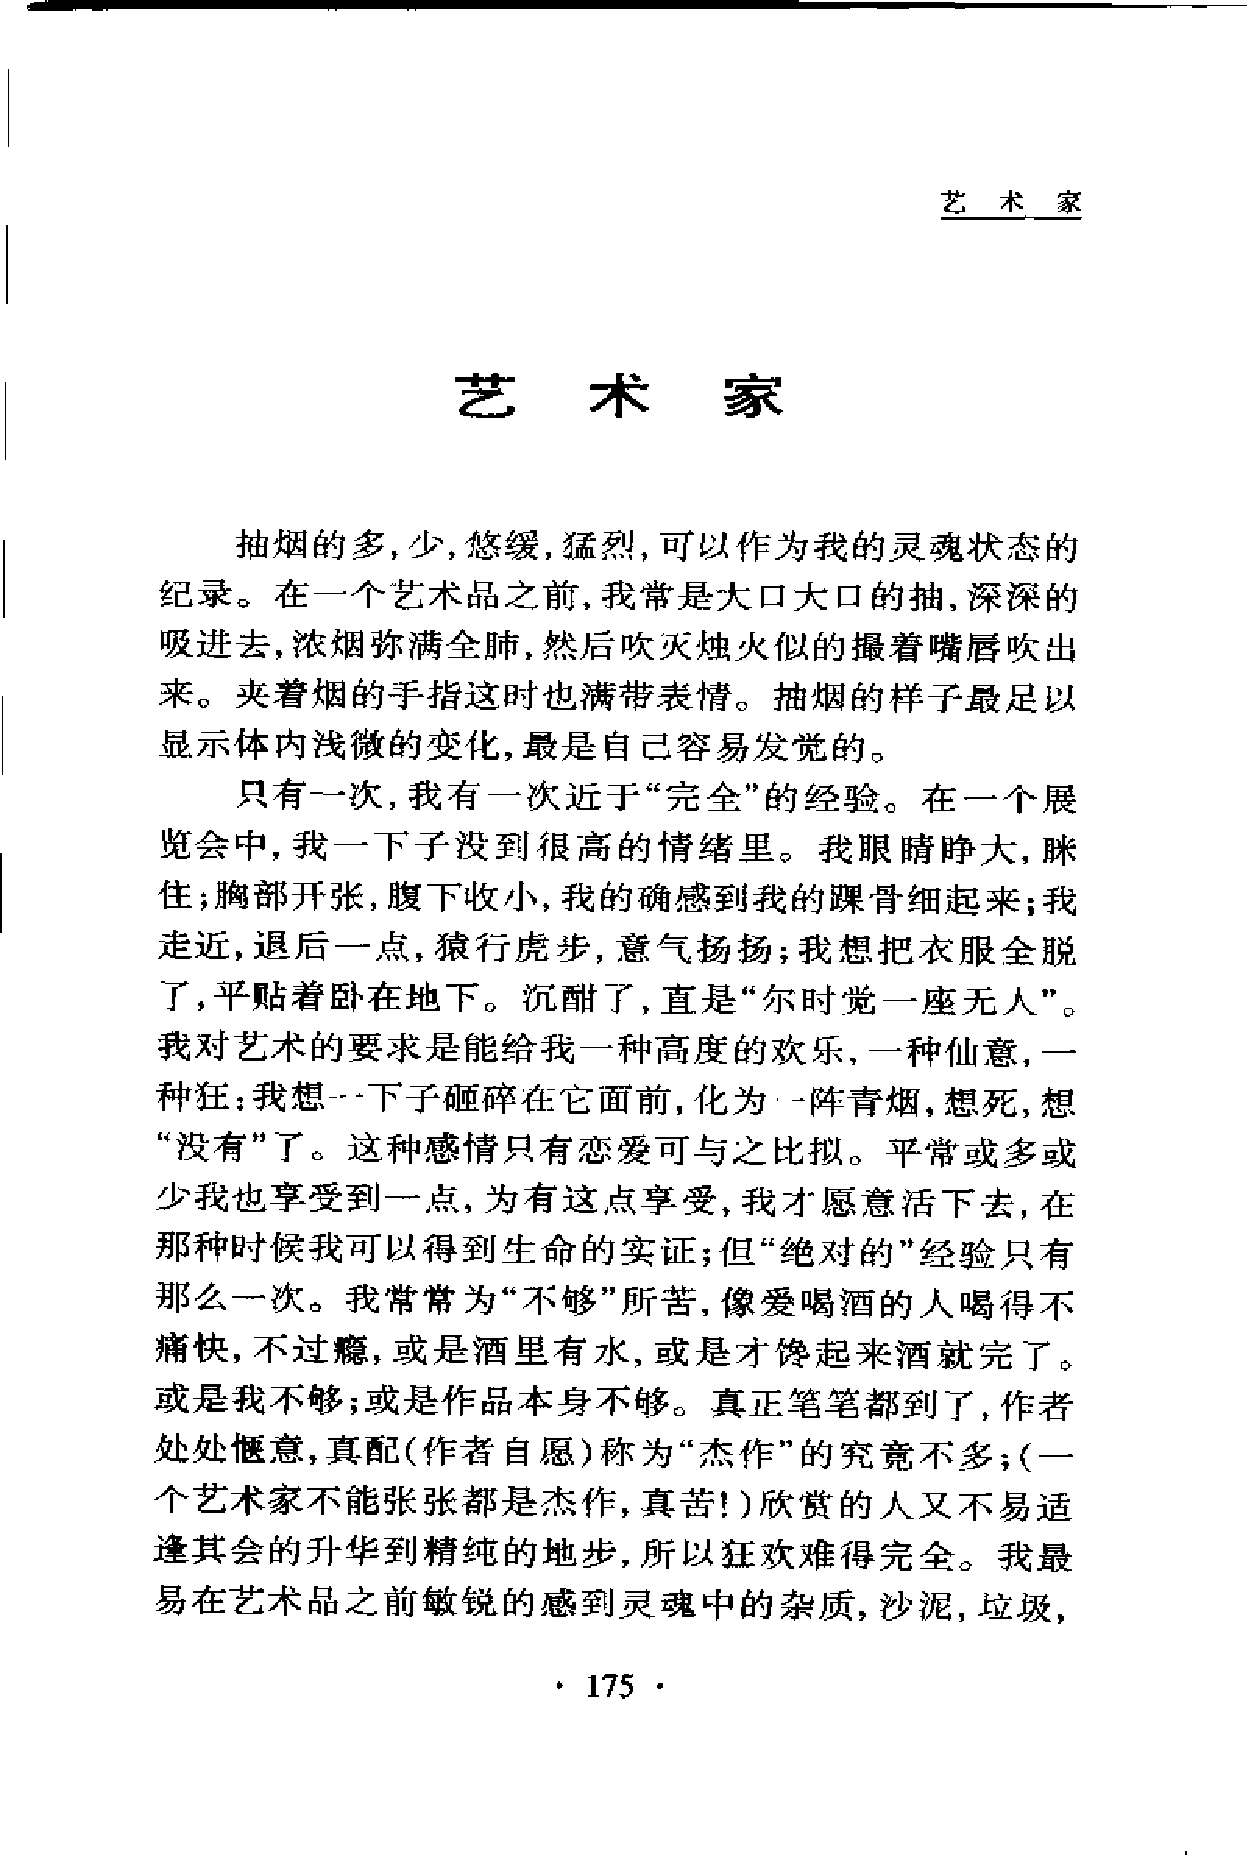 艺 术 家
艺 术 家
抽烟的多,少,悠缓,猛烈,可以作为我的灵魂状态的
纪录。在一个艺术品之前,我常是大口大口的抽,深深的
吸进去,浓烟弥满全肺,然后吹灭烛火似的撮着嘴唇吹出
来。夹着烟的手指这时也满带表情。抽烟的样子最足以
显示体内浅微的变化,最是自己容易发觉的。
只有一次,我有一次近于“完全”的经验。在一个展
览会中,我一下子没到很高的情绪里。我眼睛睁大,眯
住;胸部开张,腹下收小,我的确感到我的踝骨细起来;我
走近,退后一点,猿行虎步,意气扬扬;我想把衣服全脱
了,平贴着卧在地下。沉酣了,直是“尔时觉一座无人”。
我对艺术的要求是能给我一种高度的欢乐,一种仙意,一
种狂;我想一下子砸碎在它面前,化为一阵青烟,想死,想
“没有”了。这种感情只有恋爱可与之比拟。平常或多或
少我也享受到一点,为有这点享受,我才愿意活下去,在
那种时候我可以得到生命的实证;但“绝对的”经验只有
那么一次。我常常为“不够”所苦,像爱喝酒的人喝得不
痛快,不过瘾,或是酒里有水,或是才馋起来酒就完了。
或是我不够;或是作品本身不够。真正笔笔都到了,作者
处处惬意,真配(作者自愿)称为“杰作”的究竟不多;(一
个艺术家不能张张都是杰作,真苦!)欣赏的人又不易适
逢其会的升华到精纯的地步,所以狂欢难得完全。我最
易在艺术品之前敏锐的感到灵魂中的杂质,沙泥,垃圾,
· 175 ·